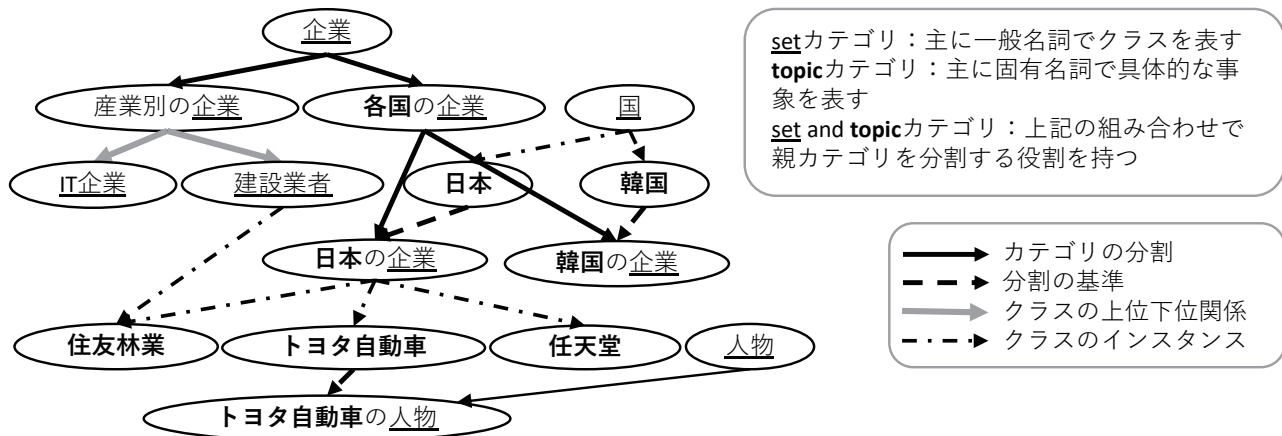 企業
産業別の企業
各国の企業
国
IT企業
建設業者
日本
韓国
日本の企業
韓国の企業
住友林業
トヨタ自動車
任天堂
人物
トヨタ自動車の人物
setカテゴリ：主に一般名詞でクラスを表す
topicカテゴリ：主に固有名詞で具体的な事
象を表す
set and topicカテゴリ：上記の組み合わせで
親カテゴリを分割する役割を持つ
カテゴリの分割
分割の基準
クラスの上位下位関係
クラスのインスタンス